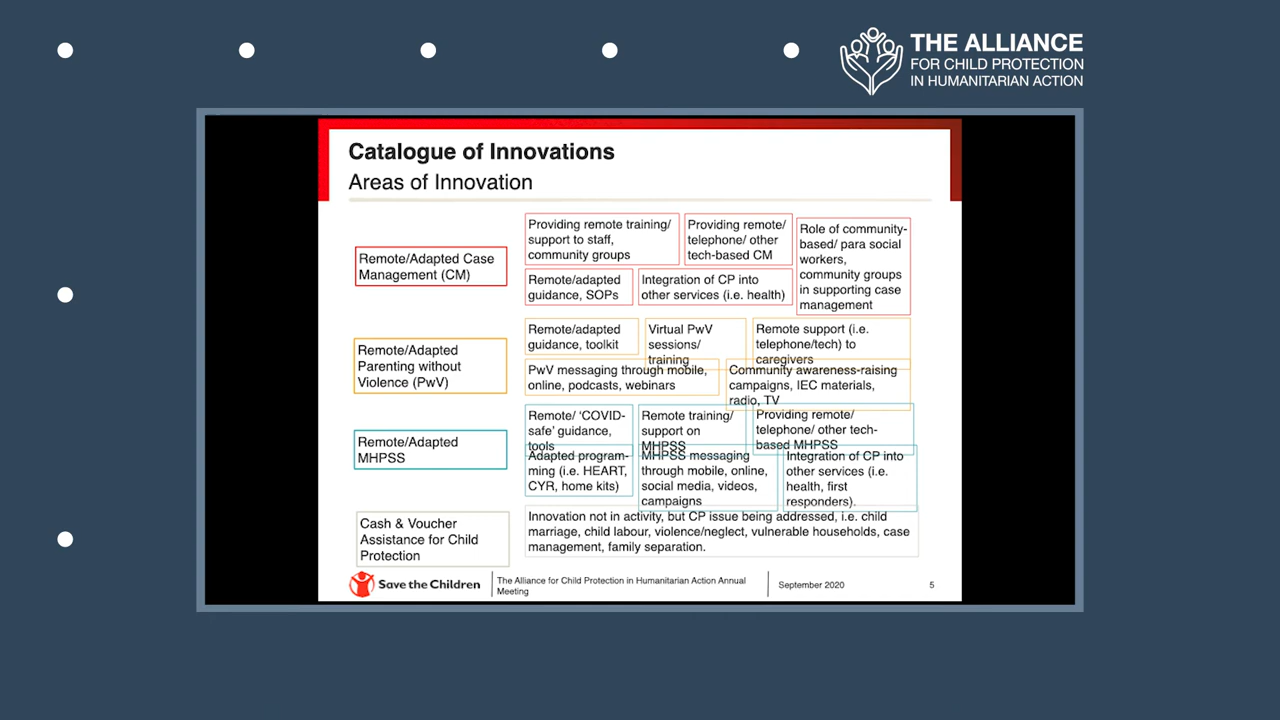 THE ALLIANCE
FOR CHILD PROTECTION
IN HUMANITARIAN ACTION
Catalogue of Innovations
Areas of Innovation
Remote/Adapted Case
Management (CM)
Providing remote training/
support to staff,
community groups
Providing remote/
telephone/ other
tech-based CM
Role of community-
based/ para social
workers,
community groups
in supporting case
management
Remote/adapted
guidance, SOPs
Integration of CP into
other services (i.e. health)
Remote/Adapted
Parenting without
Violence (PwV)
Remote/adapted
guidance, toolkit
Virtual PwV
sessions/
training
Remote support (i.e.
telephone/tech) to
caregivers
PwV messaging through mobile,
online, podcasts, webinars
Community awareness-raising
campaigns, IEC materials,
radio, TV
Remote/Adapted
MHPSS
Remote/ ‘COVID-
safe’ guidance,
tools
Remote training/
support on
MHPSS
Providing remote/
telephone/ other tech-
based MHPSS
Adapted program-
ming (i.e. HEART,
CYR, home kits)
MHPSS messaging
through mobile, online,
social media, videos,
campaigns
Integration of CP into
other services (i.e.
health, first
responders).
Cash & Voucher
Assistance for Child
Protection
Innovation not in activity, but CP issue being addressed, i.e. child
marriage, child labour, violence/neglect, vulnerable households, case
management, family separation.
Save the Children
The Alliance for Child Protection in Humanitarian Action Annual
Meeting
September 2020
5